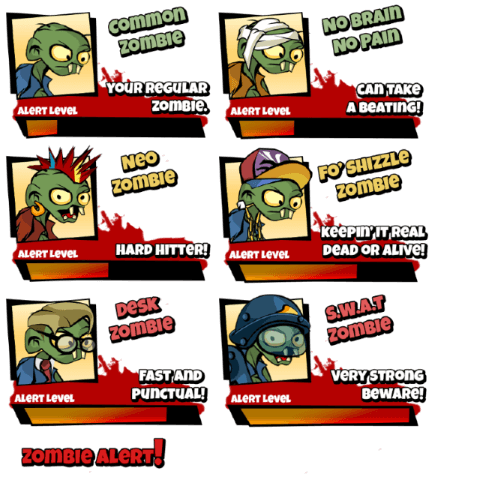 Common
Zombie
YOUR REGULAR
ZOMBIE.
ALERT LEVEL
NO BRAIN
NO PAIN
CAN TAKE
A BEATING!
ALERT LEVEL
NEO
ZOMBIE
HARD HITTER!
ALERT LEVEL
FO' SHIZZLE
ZOMBIE
KEEPIN' IT REAL
DEAD OR ALIVE!
ALERT LEVEL
DESK
ZOMBIE
FAST AND
PUNCTUAL!
ALERT LEVEL
S.W.A.T
ZOMBIE
VERY STRONG
BEWARE!
ALERT LEVEL
ZOMBIE ALERT!